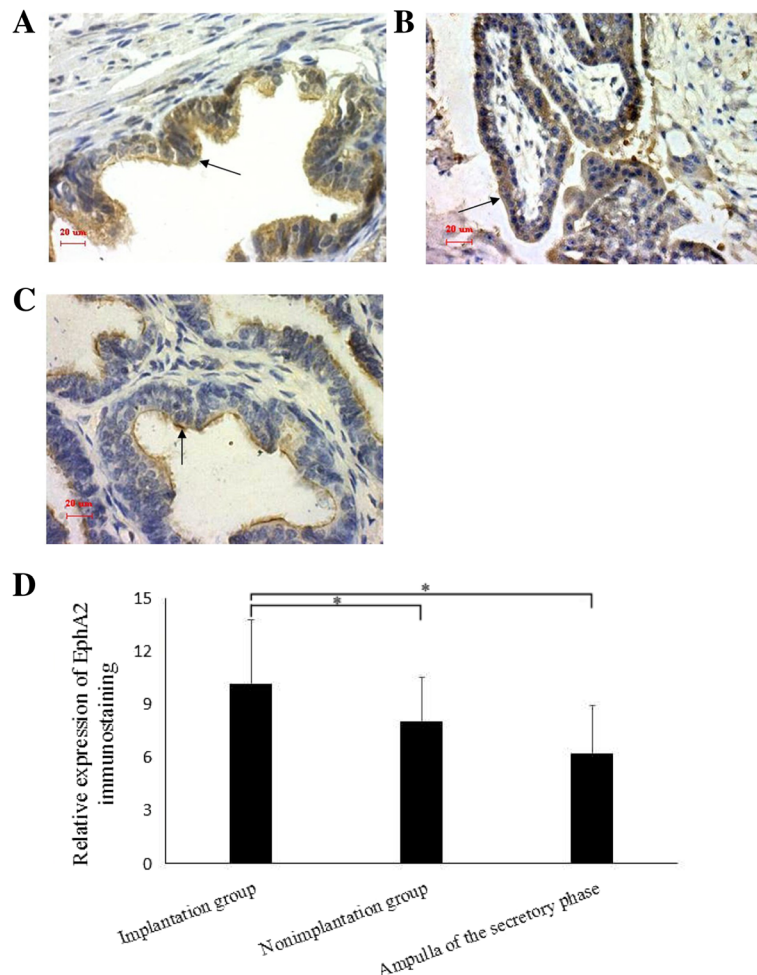 A
B
20 um
20 um
C
20 um
D
*
*
15
12
9
6
3
0
Relative expression of EphA2
immunostaining
Implantation group
Nonimplantation group
Ampulla of the secretory phase